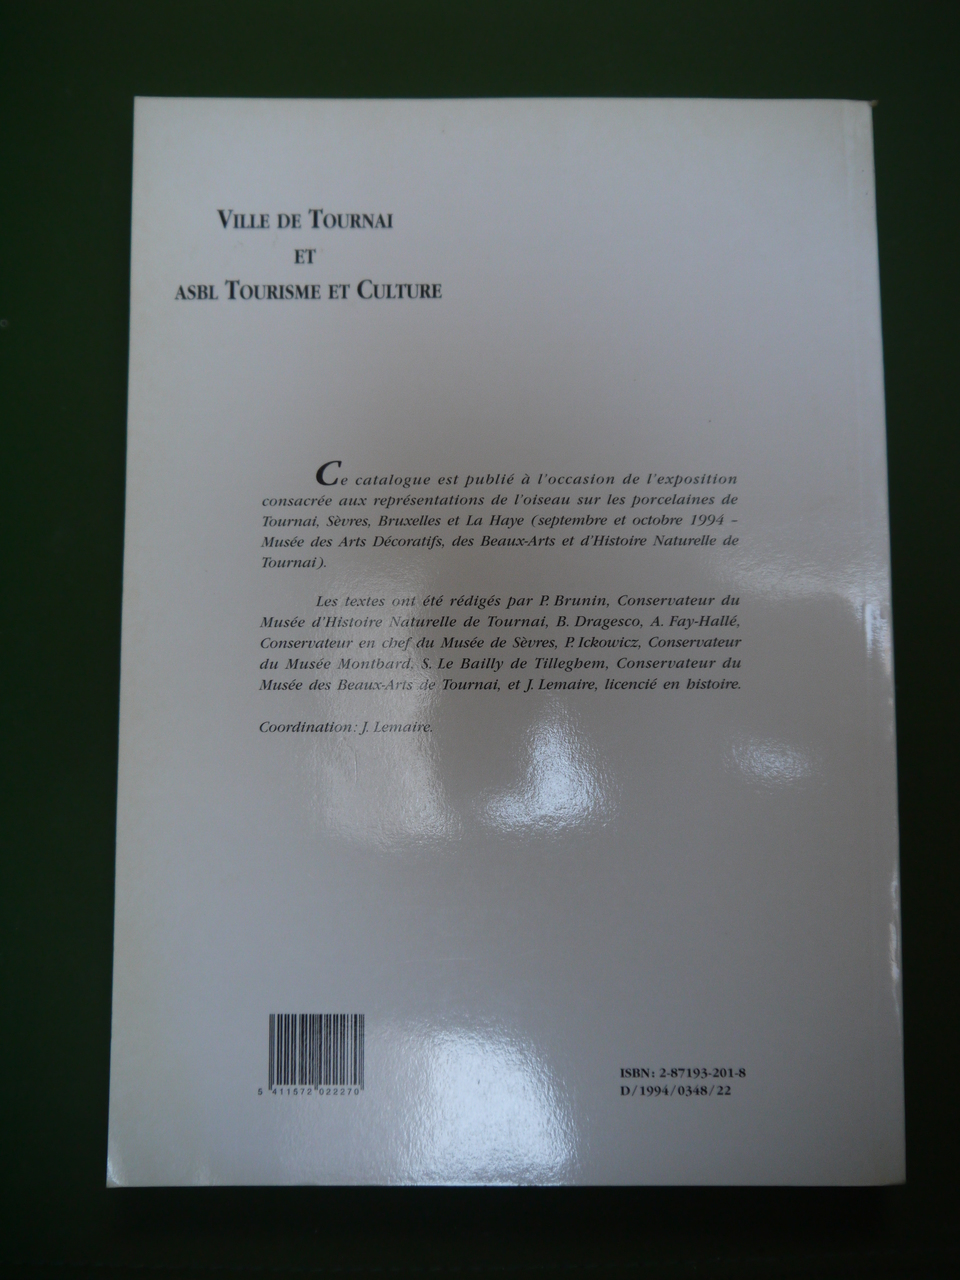 VILLE DE TOURNAI
ET
ASBL TOURISME ET CULTURE
Ce catalogue est publié à l'occasion de l'exposition
consacrée aux représentations de l'oiseau sur les porcelaines de
Tournai, Sèvres, Bruxelles et La Haye (septembre et octobre 1994 –
Musée des Arts Décoratifs, des Beaux-Arts et d'Histoire Naturelle de
Tournai).
Les textes ont été rédigés par P. Brunin, Conservateur du
Musée d'Histoire Naturelle de Tournai, B. Dragesco, A. Fay-Hallé,
Conservateur en chef du Musée de Sèvres, P. Ickowicz, Conservateur
du Musée Montbard, S. Le Bailly de Tilleghem, Conservateur du
Musée des Beaux-Arts de Tournai, et J. Lemaire, licencié en histoire.
Coordination: J. Lemaire.
5 411572 022270
ISBN: 2-87193-201-8
D/1994/0348/22